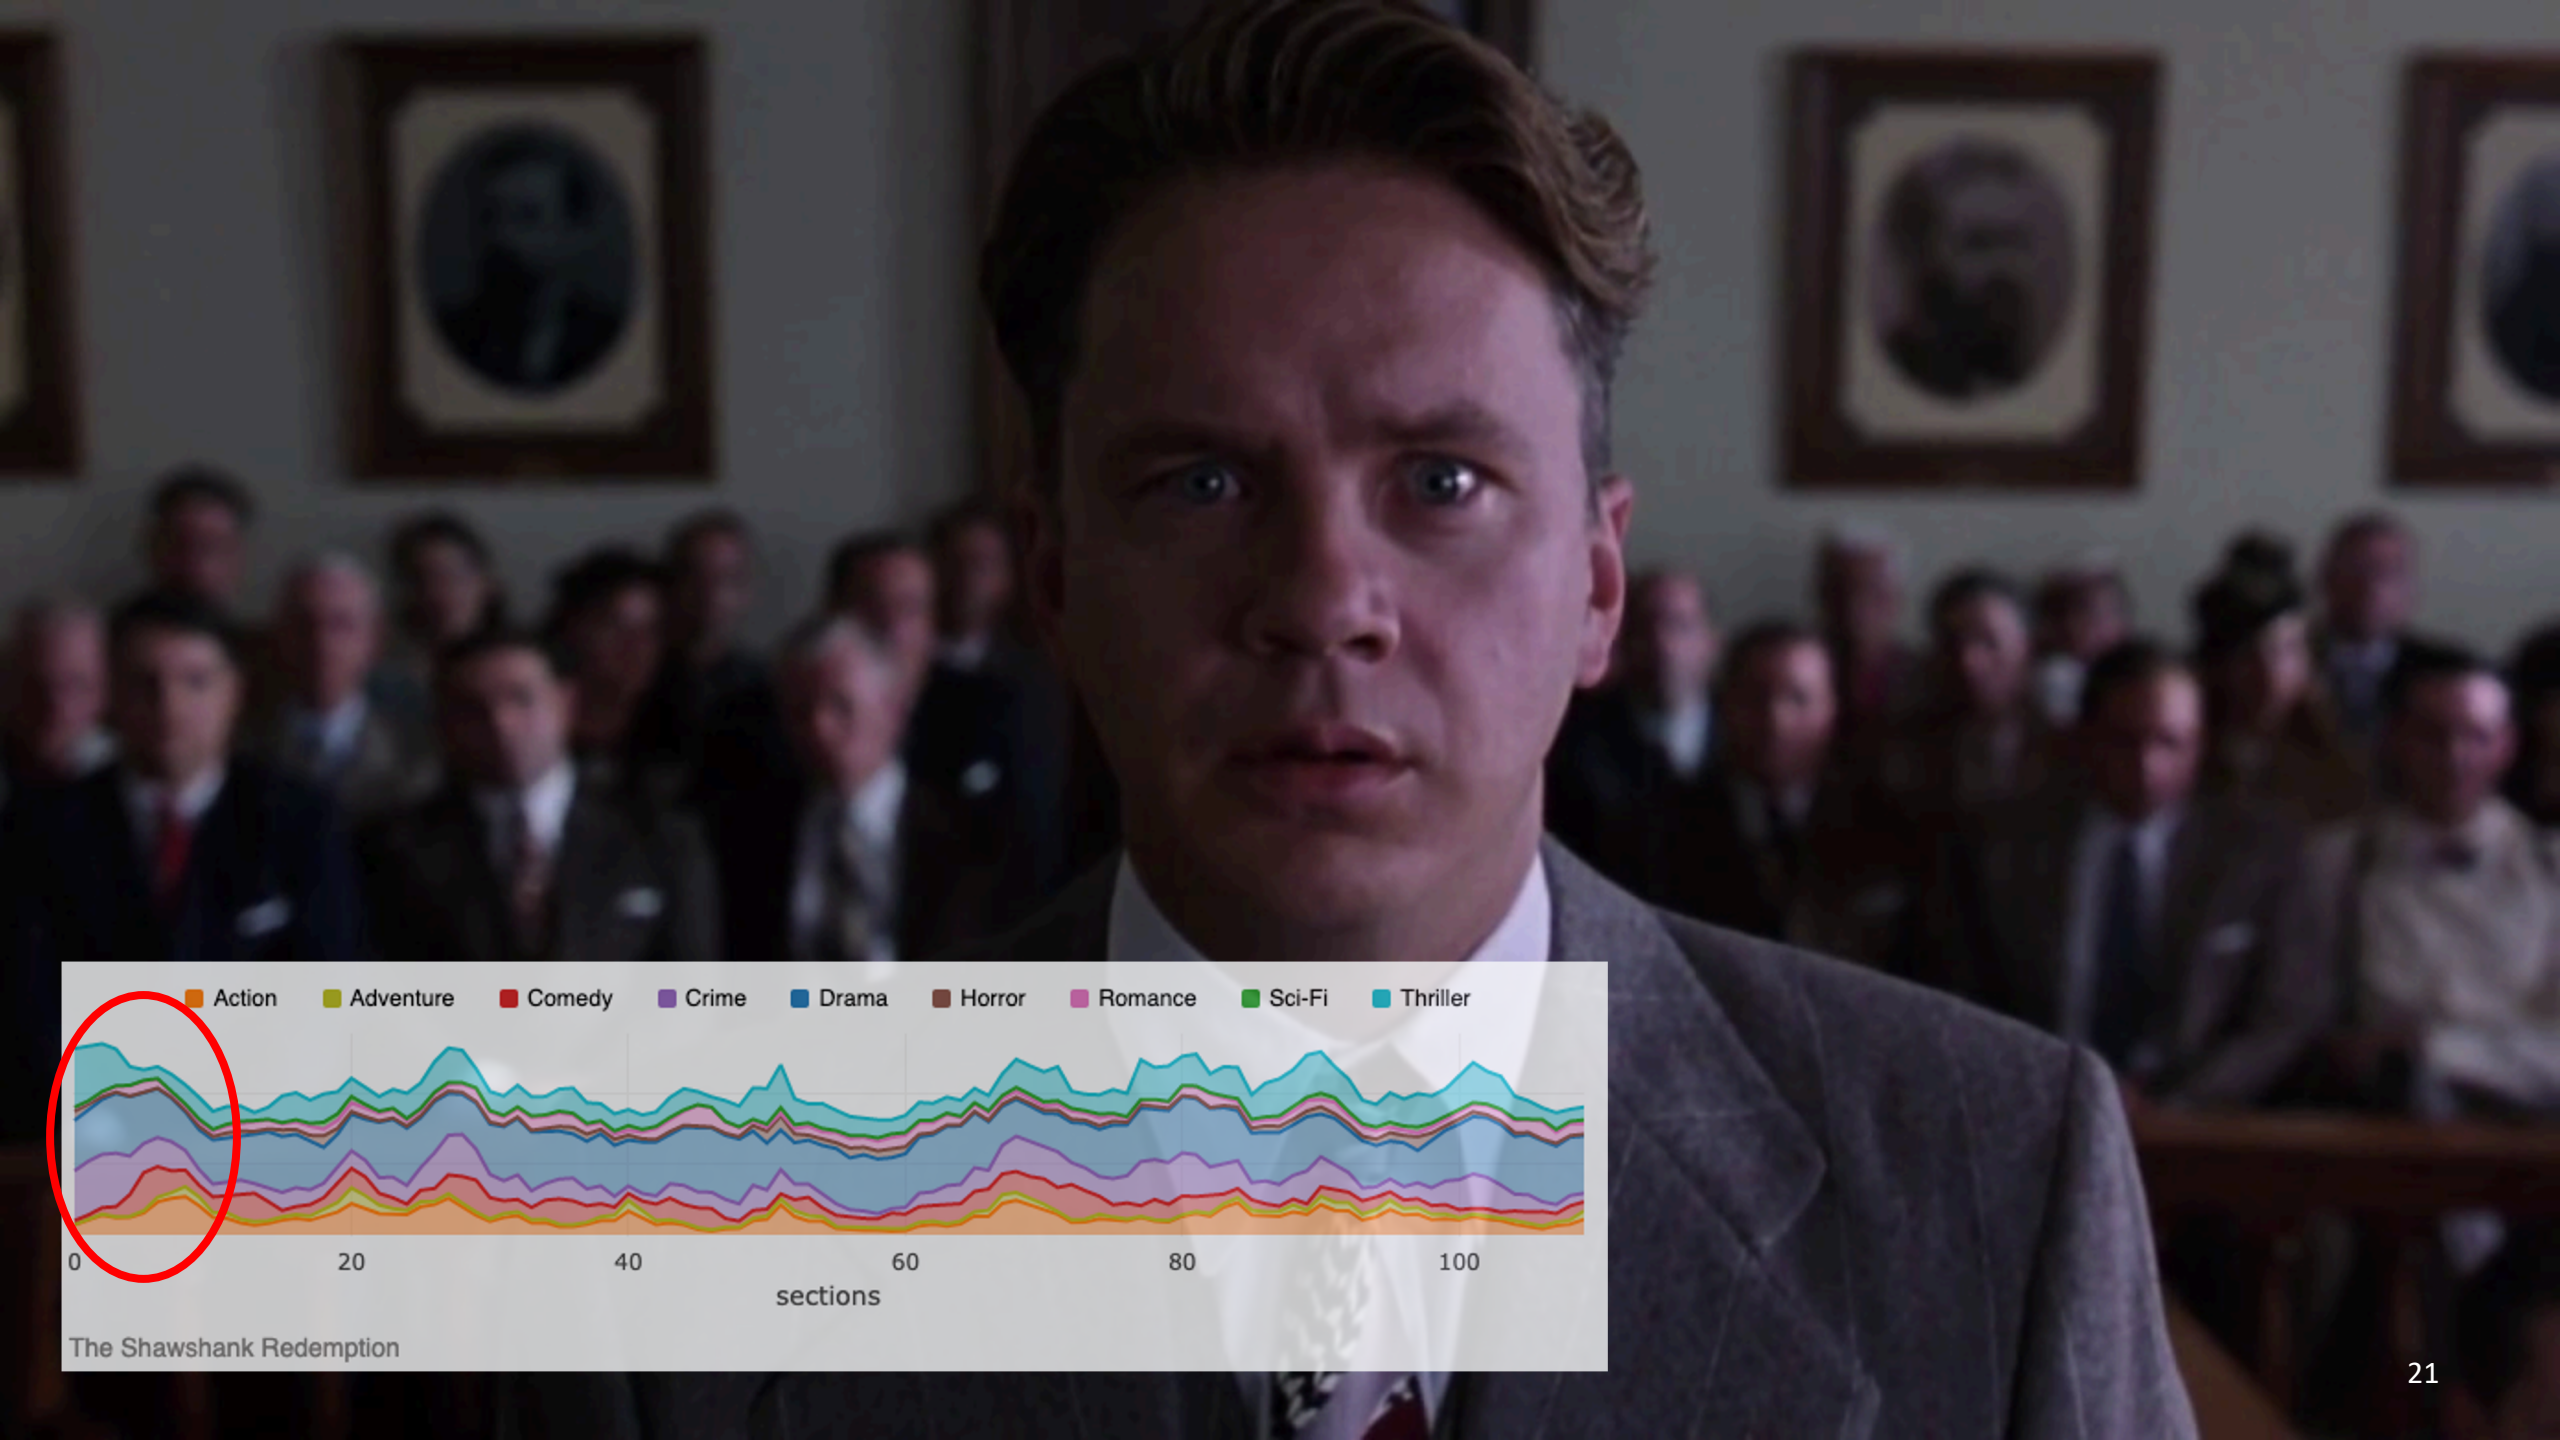 Action Adventure Comedy Crime Drama Horror Romance Sci-Fi Thriller
0 20 40 60 80 100
sections
The Shawshank Redemption
21